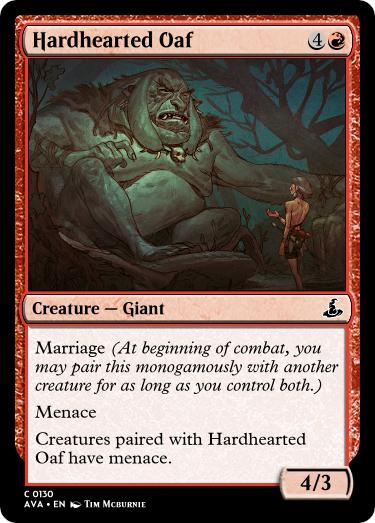 Hardhearted Oaf 4
Creature — Giant
Marriage (At beginning of combat, you
may pair this monogamously with another
creature for as long as you control both.)
Menace
Creatures paired with Hardhearted
Oaf have menace.
4/3
C 0130
AVA • EN Tim Mcburnie